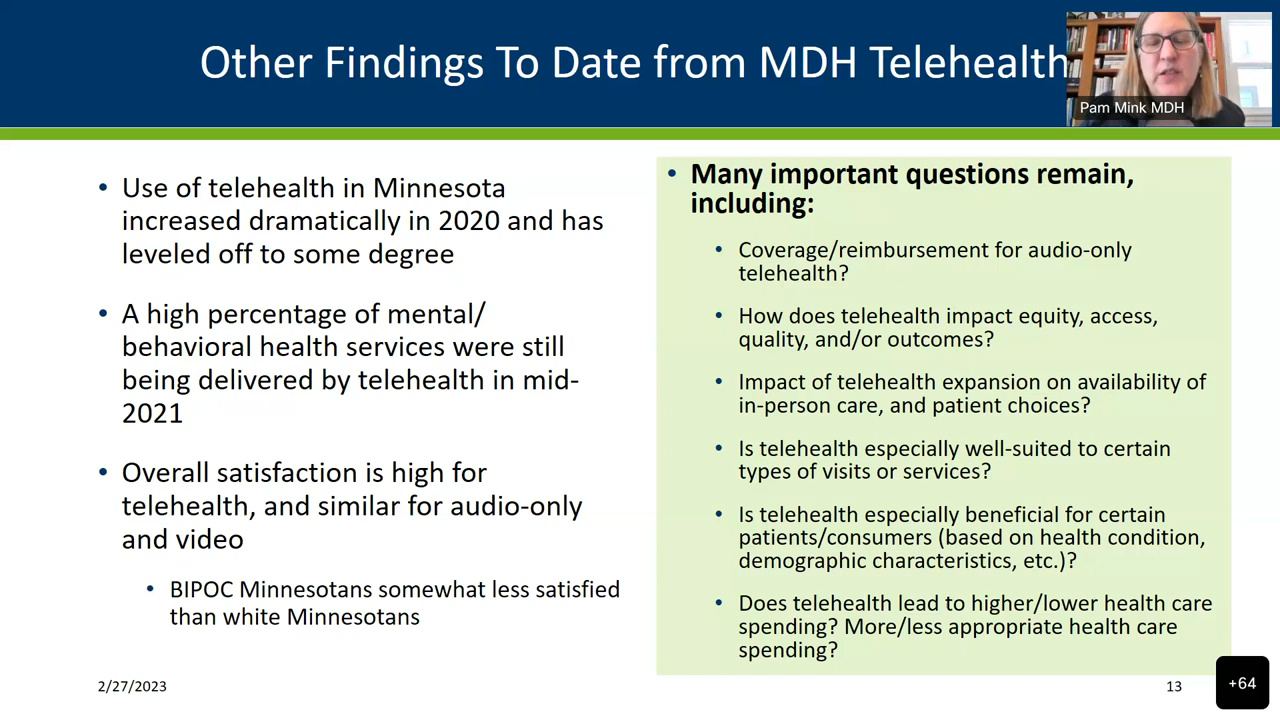 Other Findings To Date from MDH Telehealth
Pam Mink MDH
• Use of telehealth in Minnesota
increased dramatically in 2020 and has
leveled off to some degree
• A high percentage of mental/
behavioral health services were still
being delivered by telehealth in mid-
2021
• Overall satisfaction is high for
telehealth, and similar for audio-only
and video
• BIPOC Minnesotans somewhat less satisfied
than white Minnesotans
• Many important questions remain,
including:
• Coverage/reimbursement for audio-only
telehealth?
• How does telehealth impact equity, access,
quality, and/or outcomes?
• Impact of telehealth expansion on availability of
in-person care, and patient choices?
• Is telehealth especially well-suited to certain
types of visits or services?
• Is telehealth especially beneficial for certain
patients/consumers (based on health condition,
demographic characteristics, etc.)?
• Does telehealth lead to higher/lower health care
spending? More/less appropriate health care
spending?
2/27/2023
13
+64